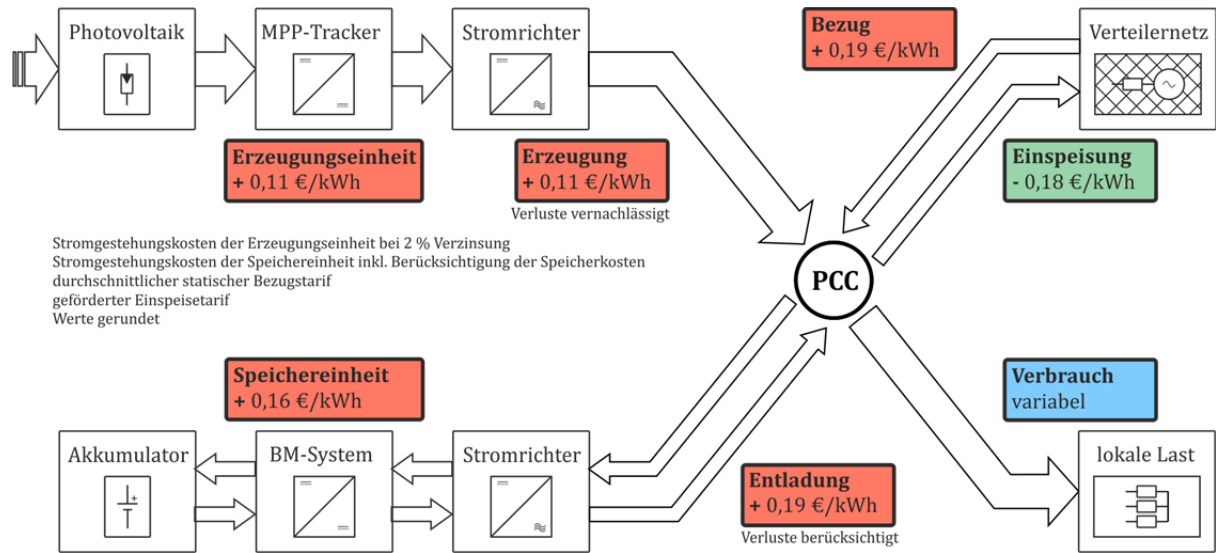 Photovoltaik
MPP-Tracker
Stromrichter
Bezug
+ 0,19 €/kWh
Verteilernetz
Erzeugungseinheit
+ 0,11 €/kWh
Erzeugung
+ 0,11 €/kWh
Verluste vernachlässigt
Einspeisung
- 0,18 €/kWh
Stromgestehungskosten der Erzeugungseinheit bei 2 % Verzinsung
Stromgestehungskosten der Speichereinheit inkl. Berücksichtigung der Speicherkosten
durchschnittlicher statischer Bezugstarif
geförderter Einspeisetarif
Werte gerundet
PCC
Speichereinheit
+ 0,16 €/kWh
Verbrauch
variabel
Akkumulator
BM-System
Stromrichter
Entladung
+ 0,19 €/kWh
Verluste berücksichtigt
lokale Last